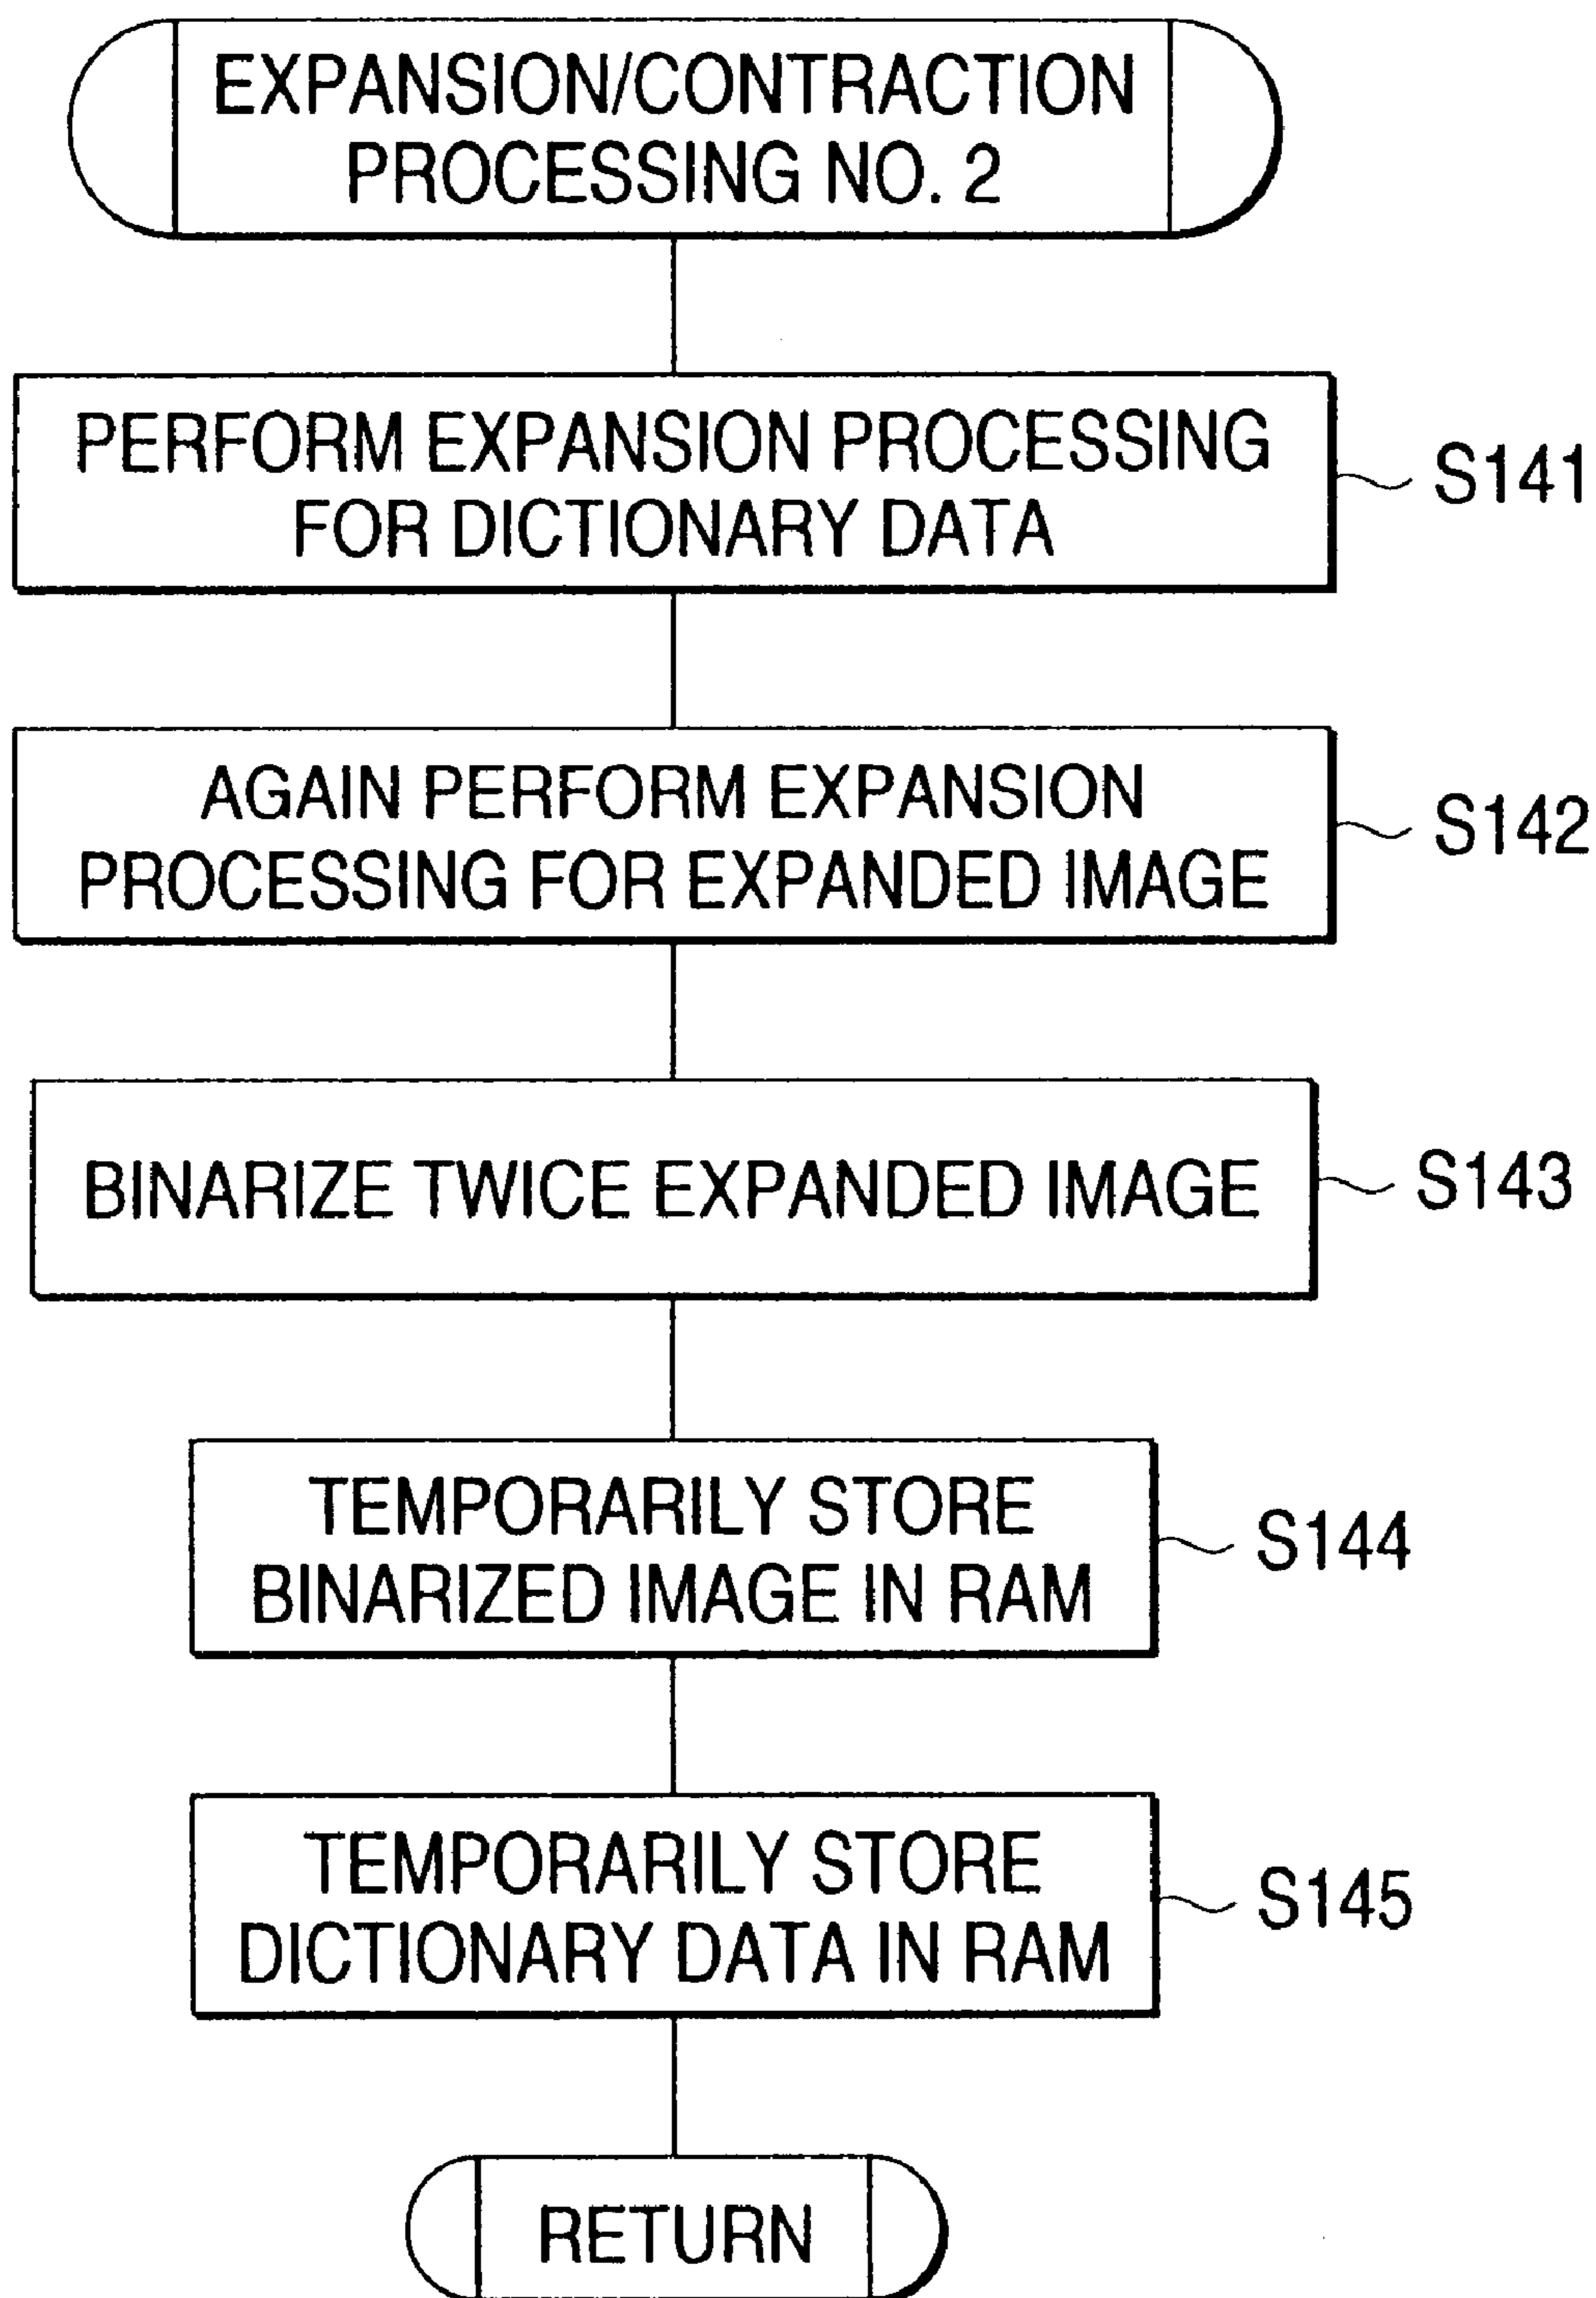 EXPANSION/CONTRACTION
PROCESSING NO. 2
PERFORM EXPANSION PROCESSING
FOR DICTIONARY DATA
S141
AGAIN PERFORM EXPANSION
PROCESSING FOR EXPANDED IMAGE
S142
BINARIZE TWICE EXPANDED IMAGE
S143
TEMPORARILY STORE
BINARIZED IMAGE IN RAM
S144
TEMPORARILY STORE
DICTIONARY DATA IN RAM
S145
RETURN